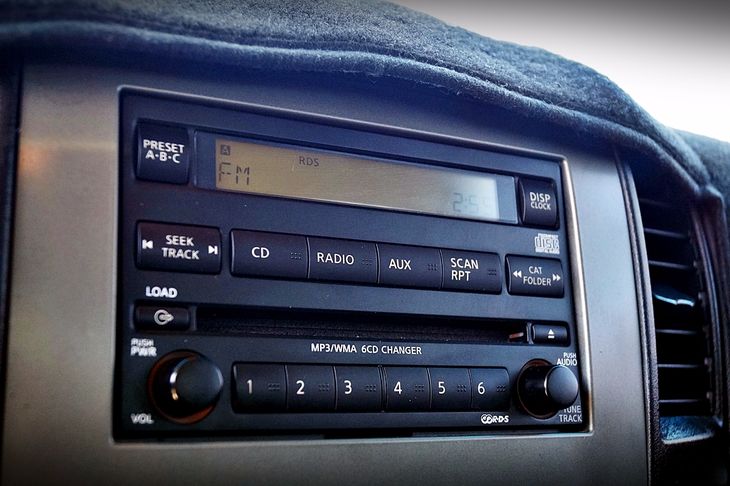 PRESET
A·B·C
A
RDS
FM
DISP
CLOCK
SEEK
TRACK
CD
RADIO
AUX
SCAN
RPT
CAT
FOLDER
LOAD
MP3/WMA 6CD CHANGER
PUSH
PWR
PUSH
AUDIO
1 2 3 4 5 6
VOL
R·D·S
TUNE
TRACK